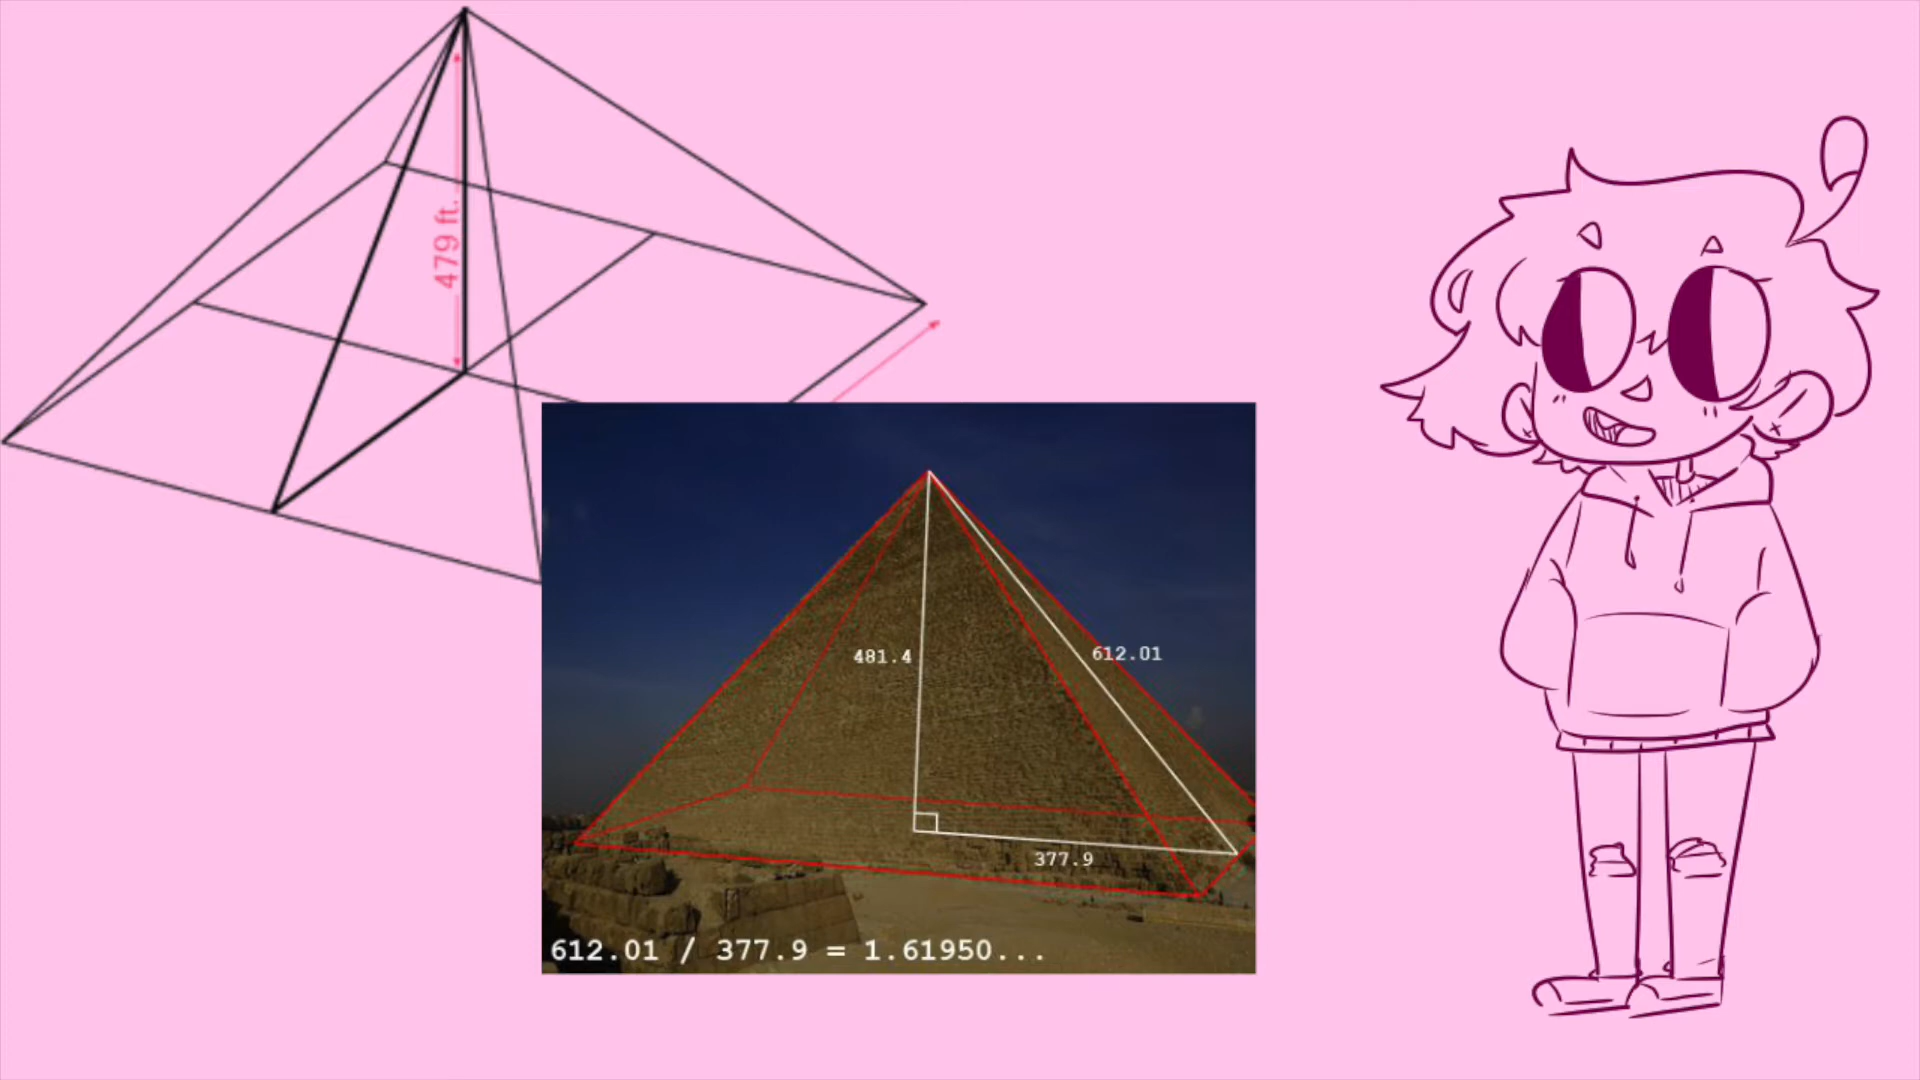 479 ft.
481.4
612.01
377.9
612.01 / 377.9 = 1.61950...